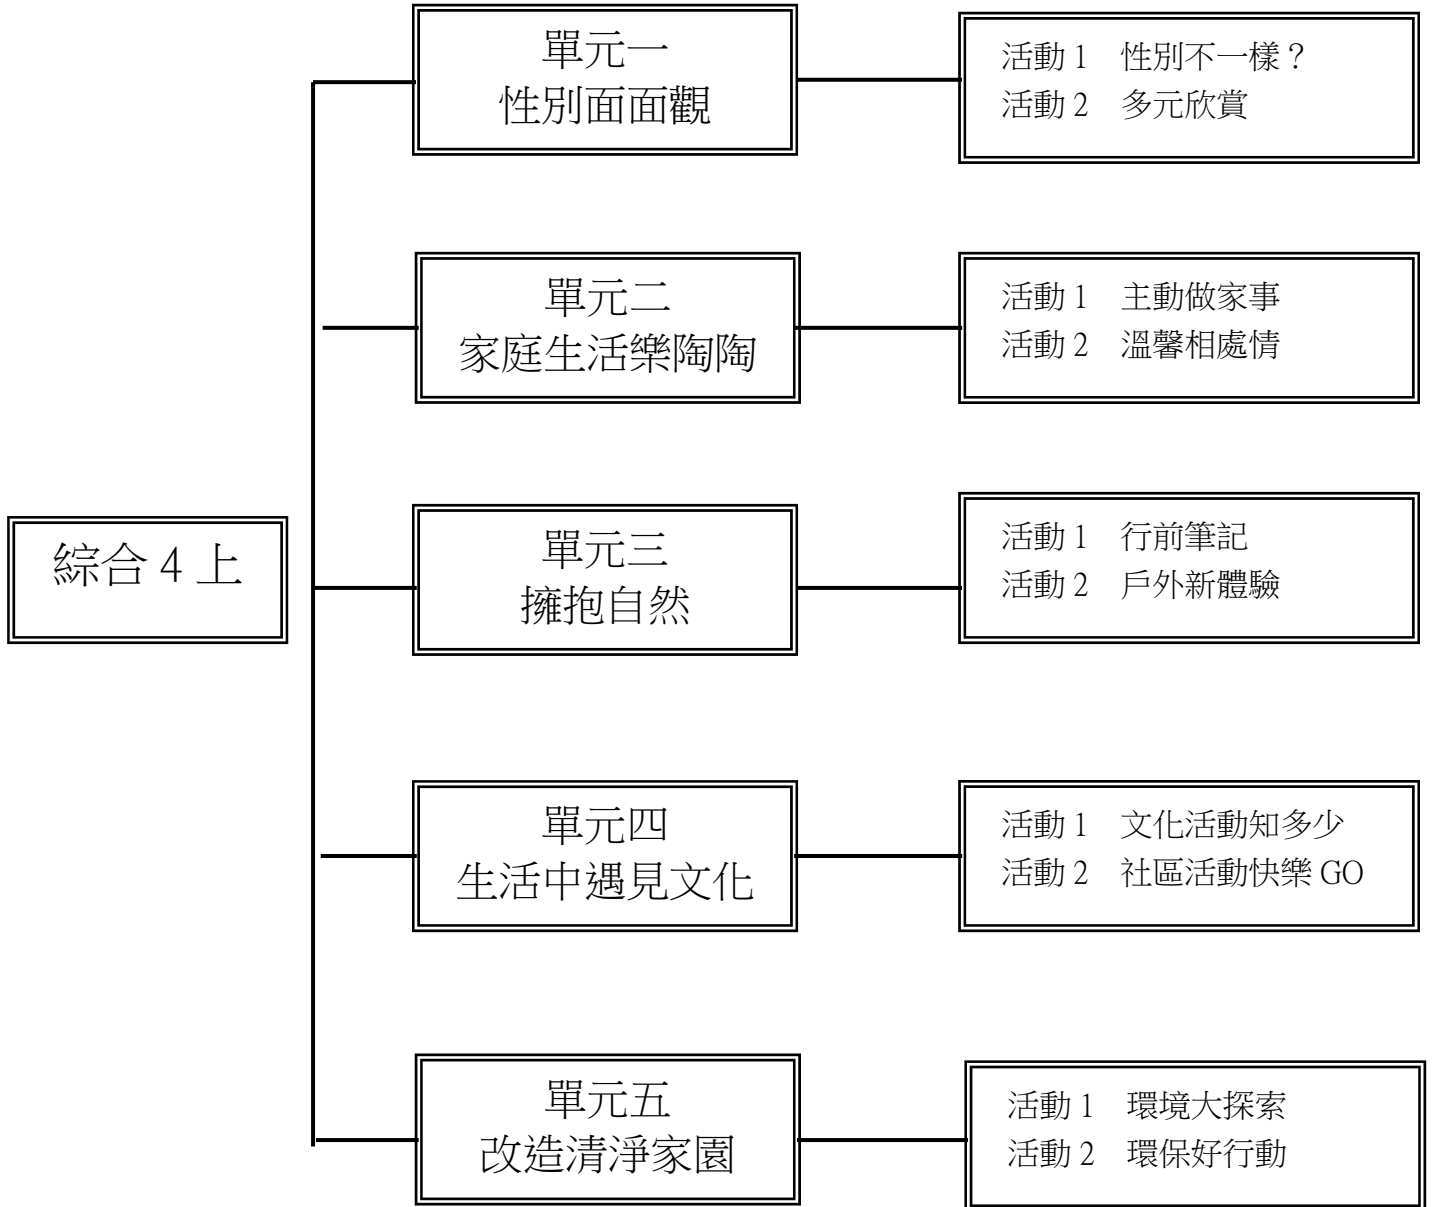 單元一
性別面面觀
活動 1　性別不一樣？
活動 2　多元欣賞
單元二
家庭生活樂陶陶
活動 1　主動做家事
活動 2　溫馨相處情
綜合 4 上
單元三
擁抱自然
活動 1　行前筆記
活動 2　戶外新體驗
單元四
生活中遇見文化
活動 1　文化活動知多少
活動 2　社區活動快樂 GO
單元五
改造清淨家園
活動 1　環境大探索
活動 2　環保好行動